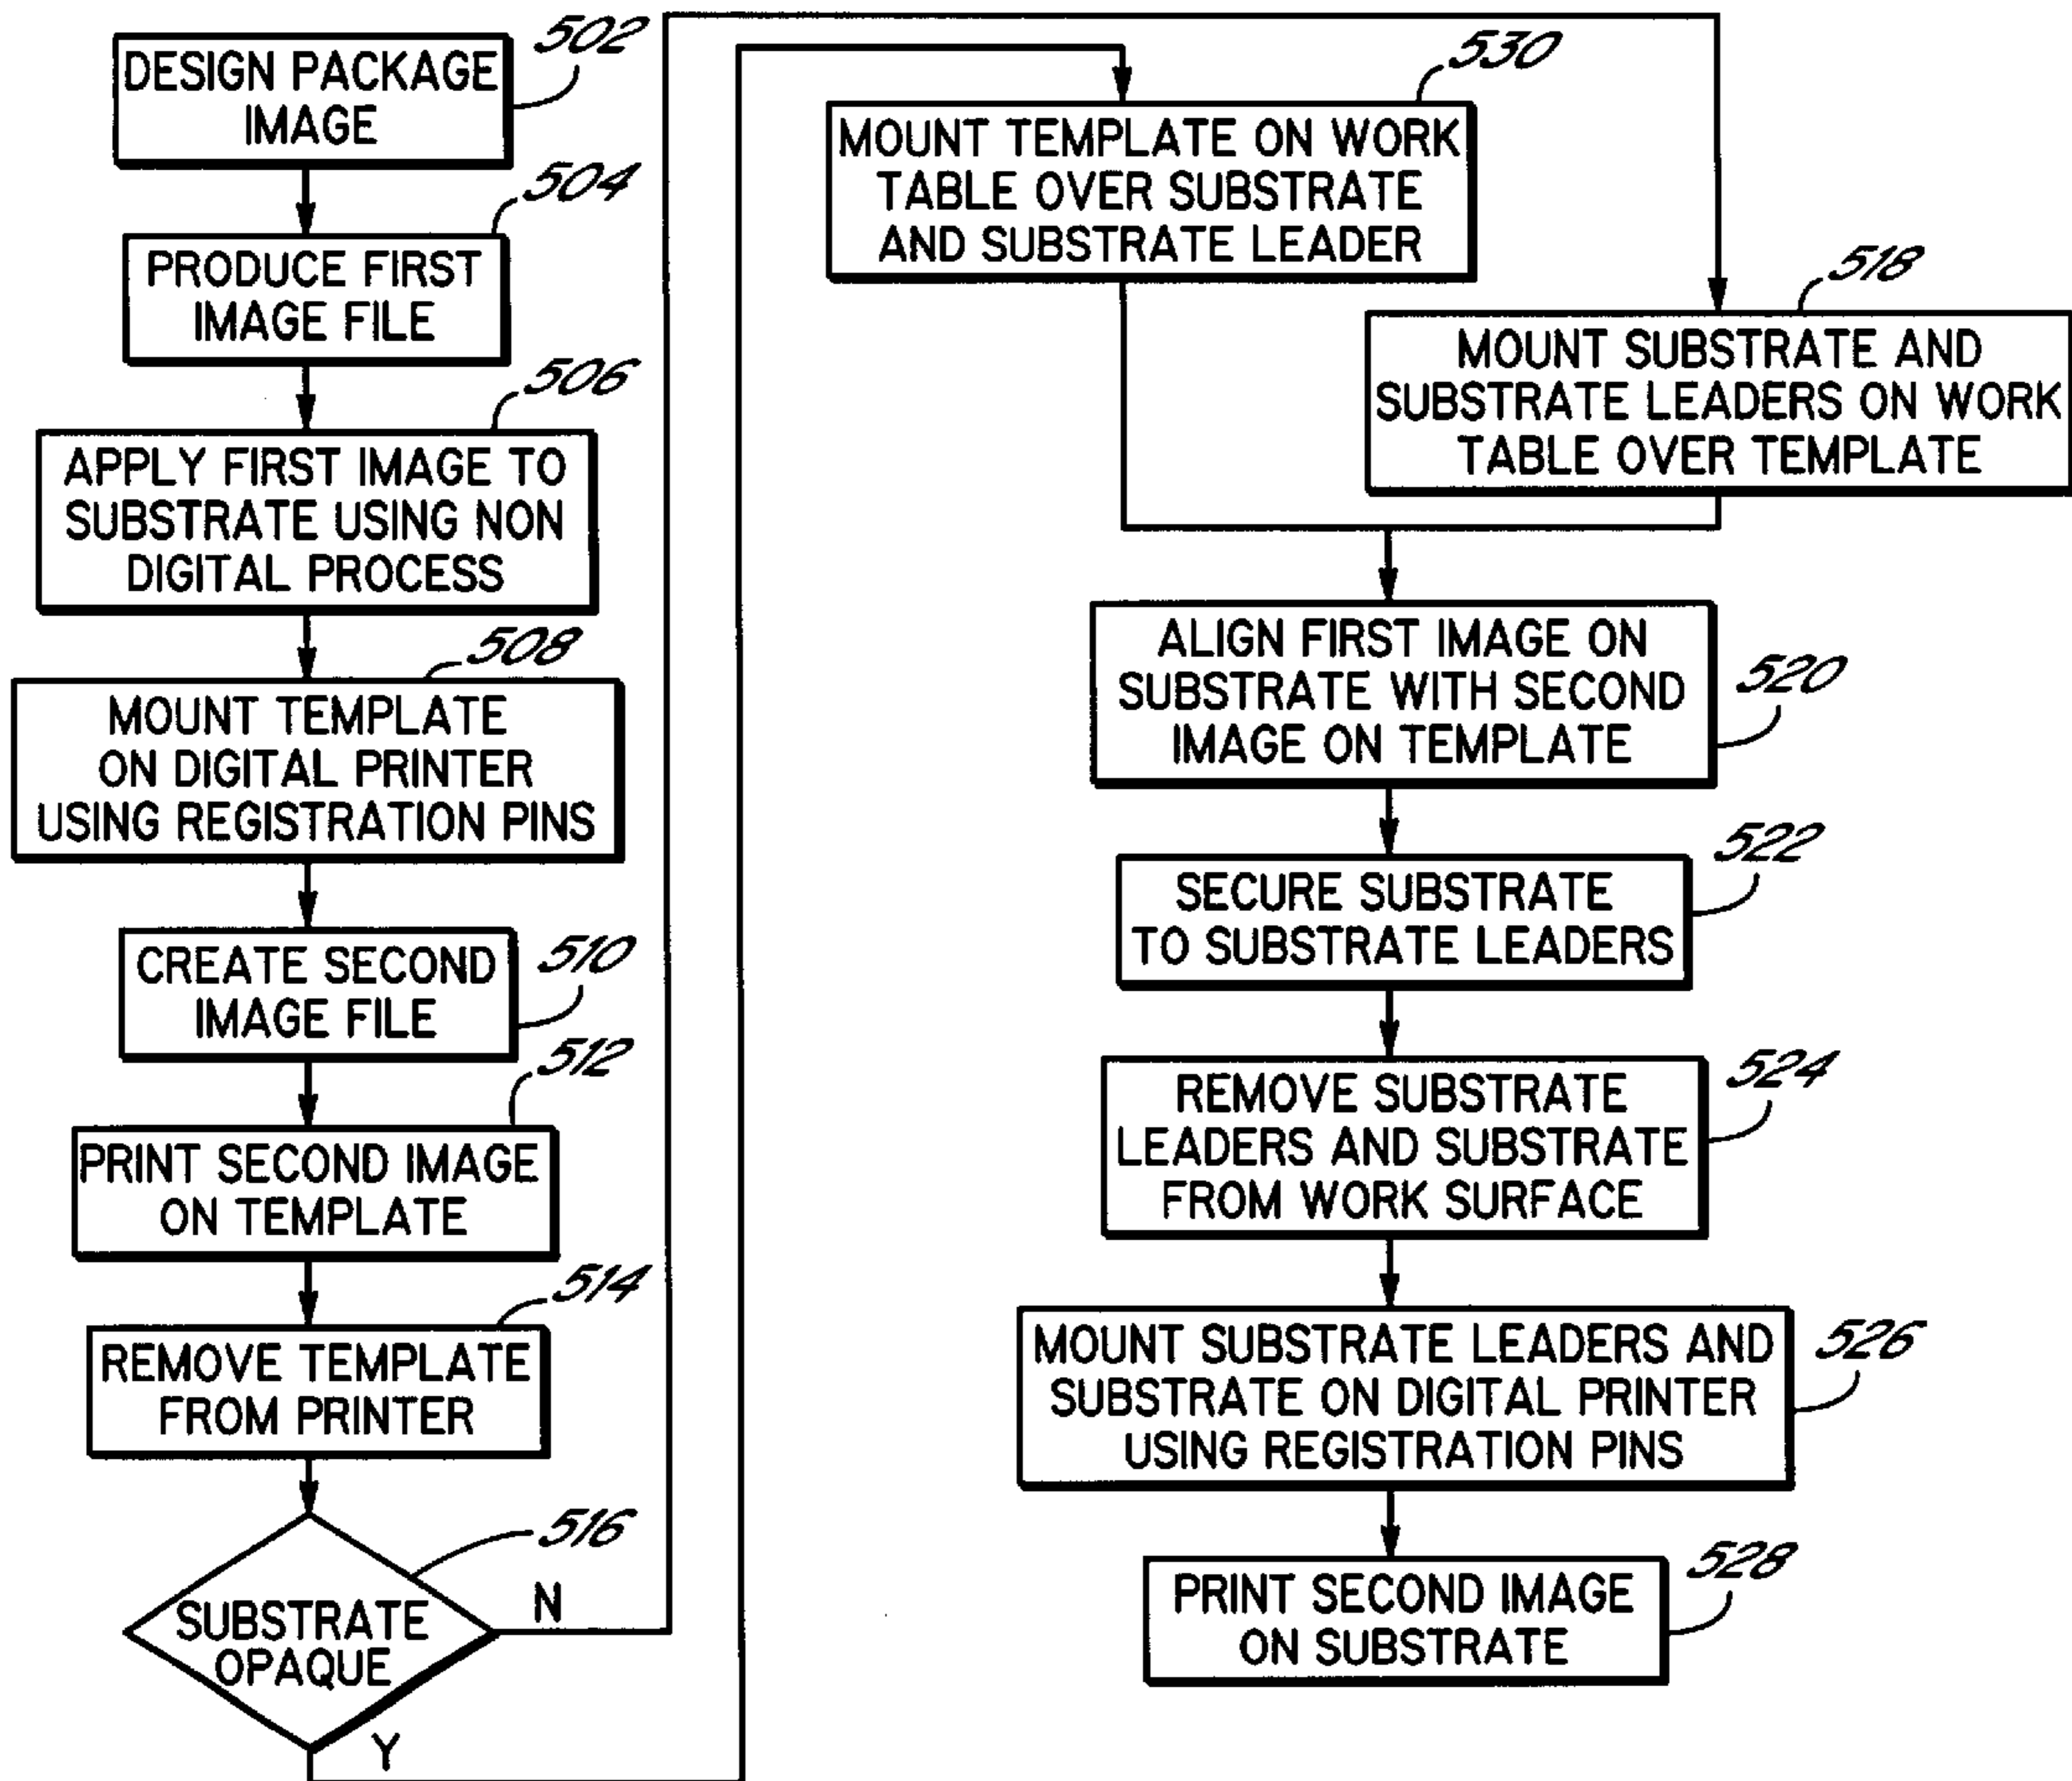 502
DESIGN PACKAGE
IMAGE
504
PRODUCE FIRST
IMAGE FILE
506
APPLY FIRST IMAGE TO
SUBSTRATE USING NON
DIGITAL PROCESS
508
MOUNT TEMPLATE
ON DIGITAL PRINTER
USING REGISTRATION PINS
510
CREATE SECOND
IMAGE FILE
512
PRINT SECOND IMAGE
ON TEMPLATE
514
REMOVE TEMPLATE
FROM PRINTER
516
SUBSTRATE
OPAQUE
N
Y
530
MOUNT TEMPLATE ON WORK
TABLE OVER SUBSTRATE
AND SUBSTRATE LEADER
518
MOUNT SUBSTRATE AND
SUBSTRATE LEADERS ON WORK
TABLE OVER TEMPLATE
520
ALIGN FIRST IMAGE ON
SUBSTRATE WITH SECOND
IMAGE ON TEMPLATE
522
SECURE SUBSTRATE
TO SUBSTRATE LEADERS
524
REMOVE SUBSTRATE
LEADERS AND SUBSTRATE
FROM WORK SURFACE
526
MOUNT SUBSTRATE LEADERS AND
SUBSTRATE ON DIGITAL PRINTER
USING REGISTRATION PINS
528
PRINT SECOND IMAGE
ON SUBSTRATE